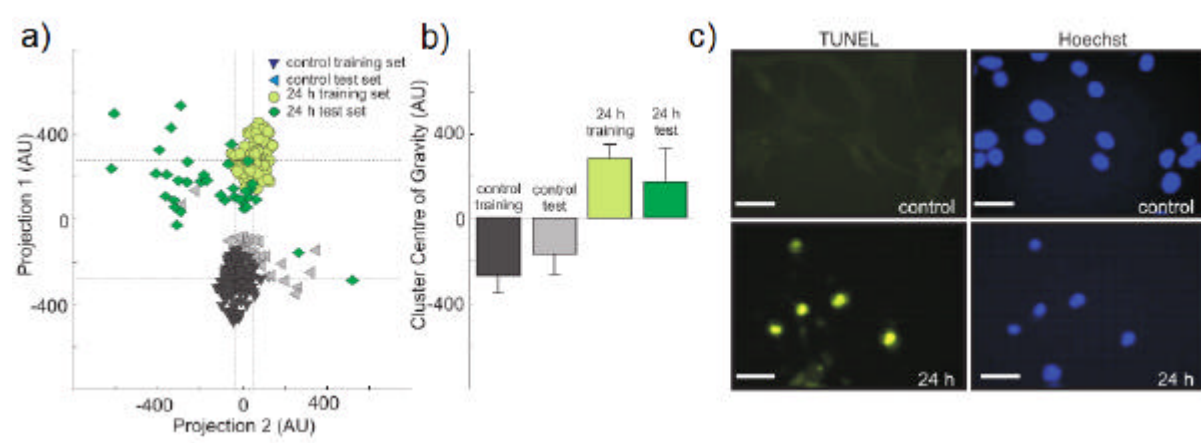 a)
control training set
control test set
24 h training set
24 h test set
400
0
-400
Projection 1 (AU)
-400
0
400
Projection 2 (AU)
b)
Cluster Centre of Gravity (AU)
400
0
-400
control
training
control
test
24 h
training
24 h
test
c)
TUNEL
Hoechst
control
control
24 h
24 h